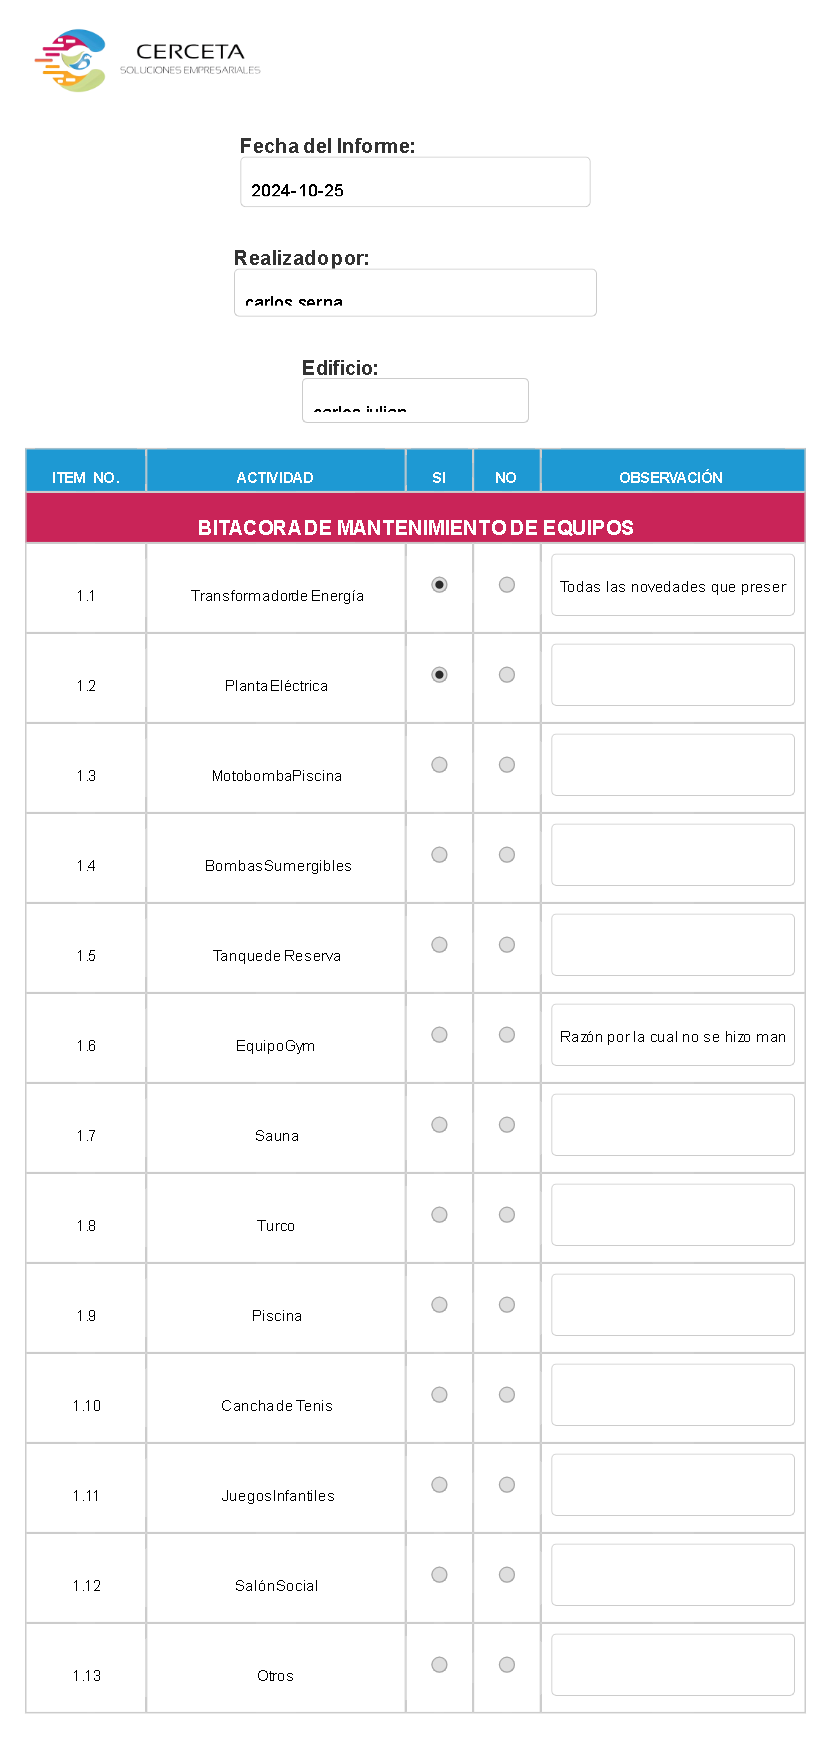 CERCETA
SOLUCIONES EMPRESARIALES
Fecha del Informe:
2024-10-25
Realizado por:
carlos serna
Edificio:
carlos julian
ITEM NO. ACTIVIDAD SI NO OBSERVACIÓN
BITACORA DE MANTENIMIENTO DE EQUIPOS
1.1 Transformador de Energía Todas las novedades que preser
1.2 Planta Eléctrica
1.3 Motobomba Piscina
1.4 Bombas Sumergibles
1.5 Tanque de Reserva
1.6 Equipo Gym Razón por la cual no se hizo man
1.7 Sauna
1.8 Turco
1.9 Piscina
1.10 Cancha de Tenis
1.11 Juegos Infantiles
1.12 Salón Social
1.13 Otros